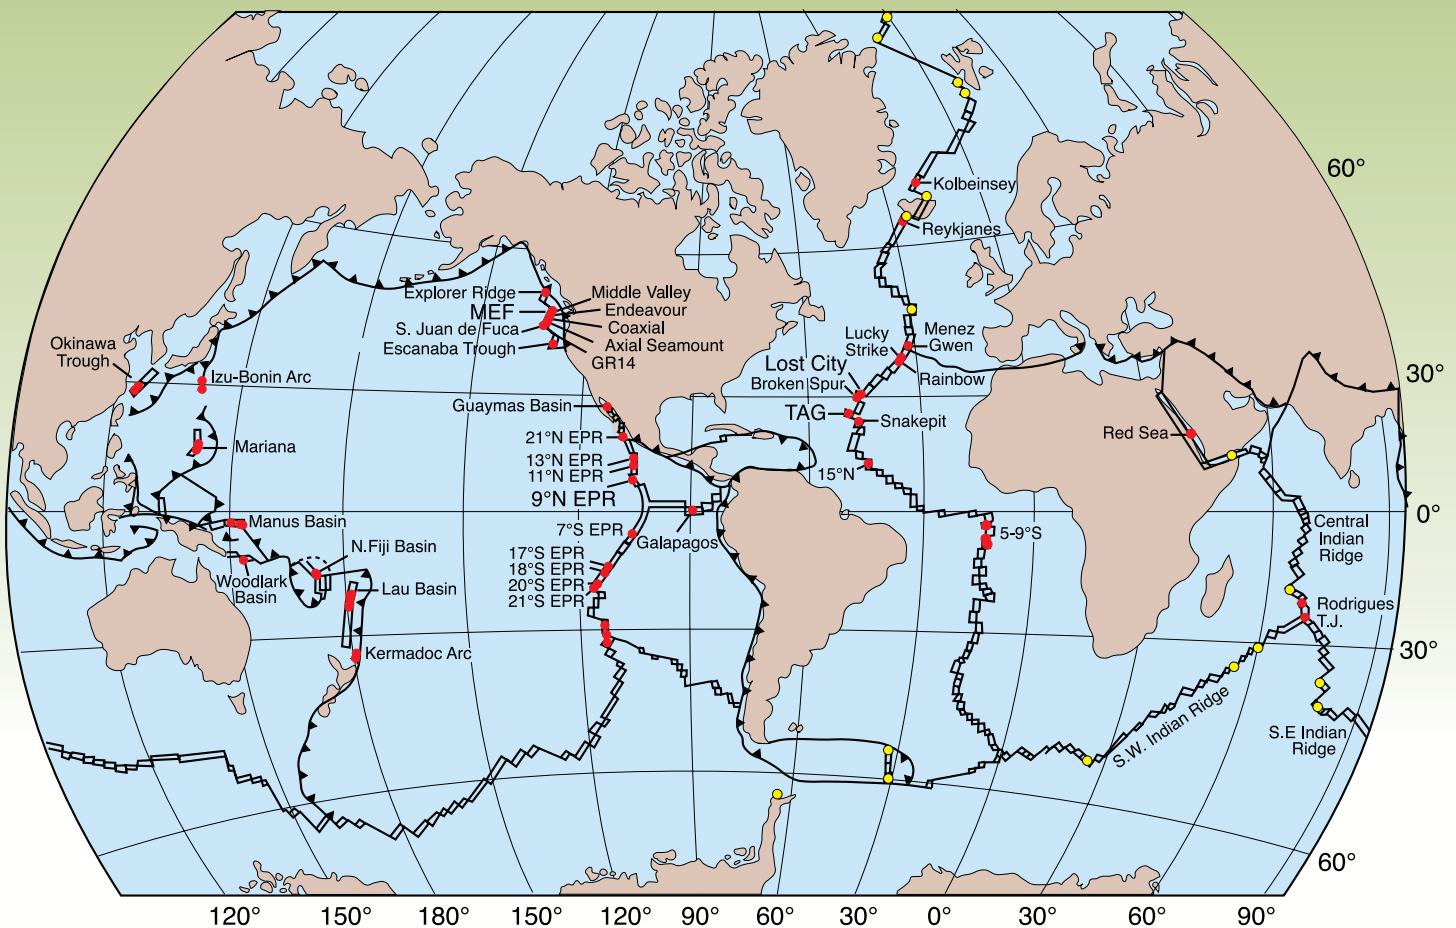 60°
Kolbeinsey
Reykjanes
Explorer Ridge
MEF
S. Juan de Fuca
Escanaba Trough
Middle Valley
Endeavour
Coaxial
Axial Seamount
GR14
Okinawa
Trough
Izu-Bonin Arc
Mariana
Lucky
Strike
Menez
Gwen
Lost City
Broken Spur
Rainbow
TAG
Snakepit
15°N
30°
Red Sea
Guaymas Basin
21°N EPR
13°N EPR
11°N EPR
9°N EPR
7°S EPR
Galapagos
17°S EPR
18°S EPR
20°S EPR
21°S EPR
Manus Basin
N.Fiji Basin
Woodlark
Basin
Lau Basin
Kermadoc Arc
0°
5-9°S
Central
Indian
Ridge
Rodrigues
T.J.
30°
S.W. Indian Ridge
S.E Indian
Ridge
60°
120° 150° 180° 150° 120° 90° 60° 30° 0° 30° 60° 90°